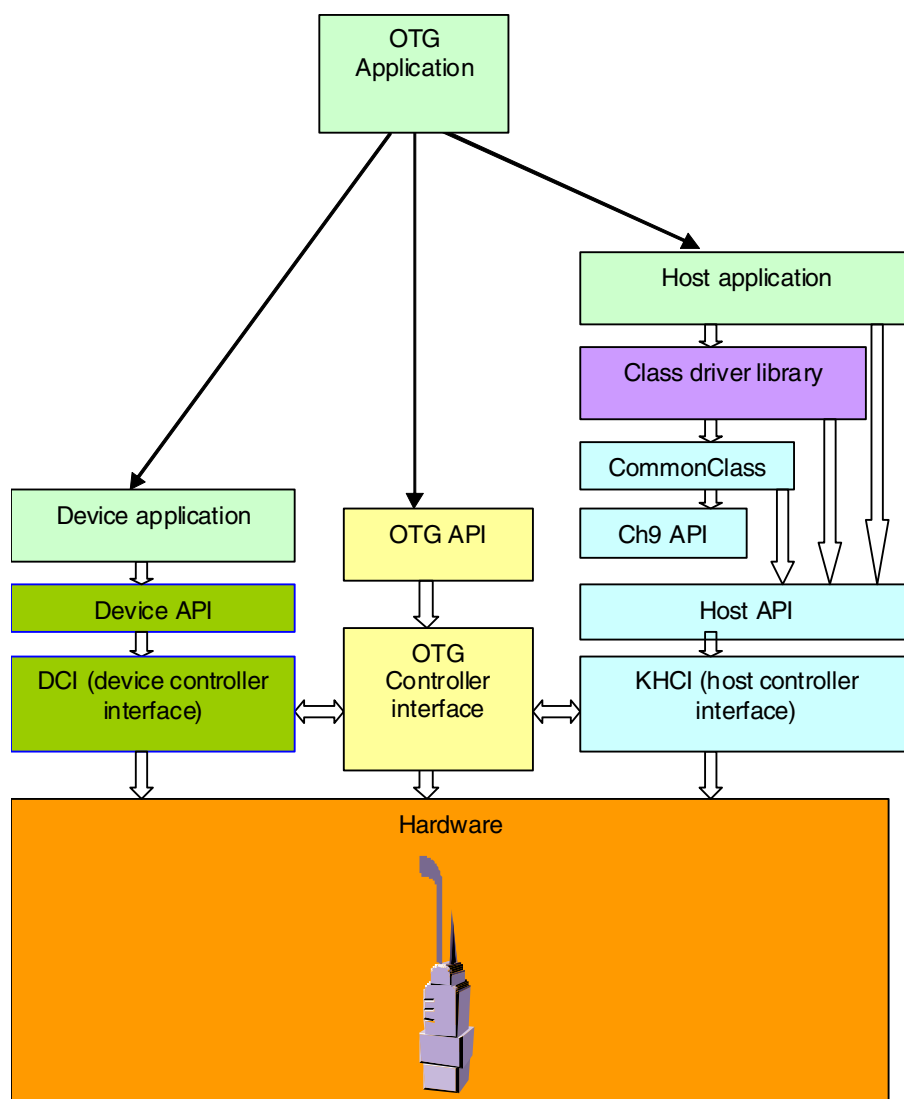 OTG
Application
Host application
Class driver library
CommonClass
Device application
OTG API
Ch9 API
Device API
Host API
DCI (device controller
interface)
OTG
Controller
interface
KHCI (host controller
interface)
Hardware